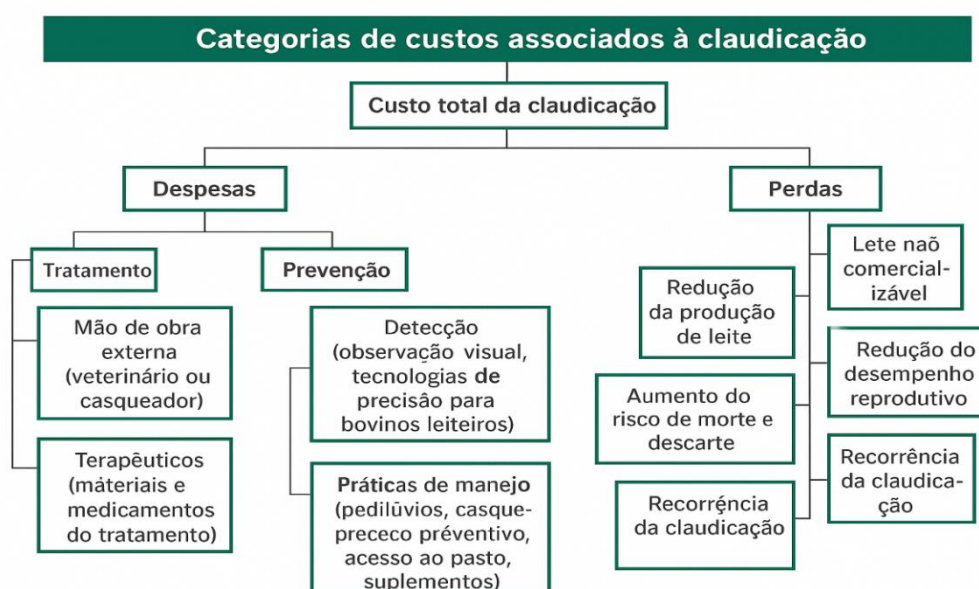 Categorias de custos associados à claudicação
Custo total da claudicação
Despesas
Tratamento
Mão de obra
externa
(veterinário ou
casqueador)
Terapêuticos
(máteriais e
medicamentos
do tratamento)
Prevenção
Detecção
(observação visual,
tecnologias de
precisâo para
bovinos leiteiros)
Práticas de manejo
(pedilúvios, casque-
prececo préventivo,
acesso ao pasto,
suplementos)
Perdas
Lete naõ
comercial-
izável
Redução
da produção
de leite
Redução do
desempenho
reprodutivo
Aumento do
risco de morte e
descarte
Recorrência
da claudica-
ção
Recorréncia
da claudicação